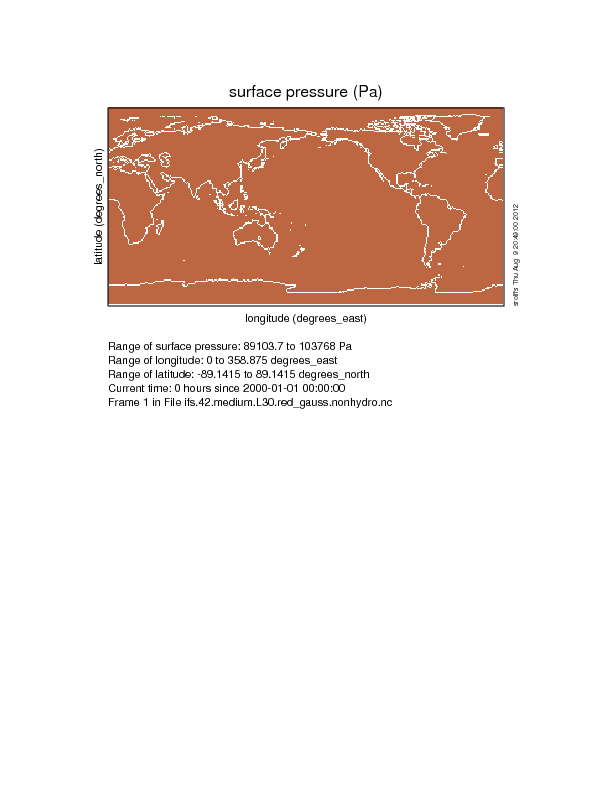 surface pressure (Pa)
latitude (degrees_north)
longitude (degrees_east)
srolffs Thu Aug 9 20:49:00 2012
Range of surface pressure: 89103.7 to 103768 Pa
Range of longitude: 0 to 358.875 degrees_east
Range of latitude: -89.1415 to 89.1415 degrees_north
Current time: 0 hours since 2000-01-01 00:00:00
Frame 1 in File ifs.42.medium.L30.red_gauss.nonhydro.nc